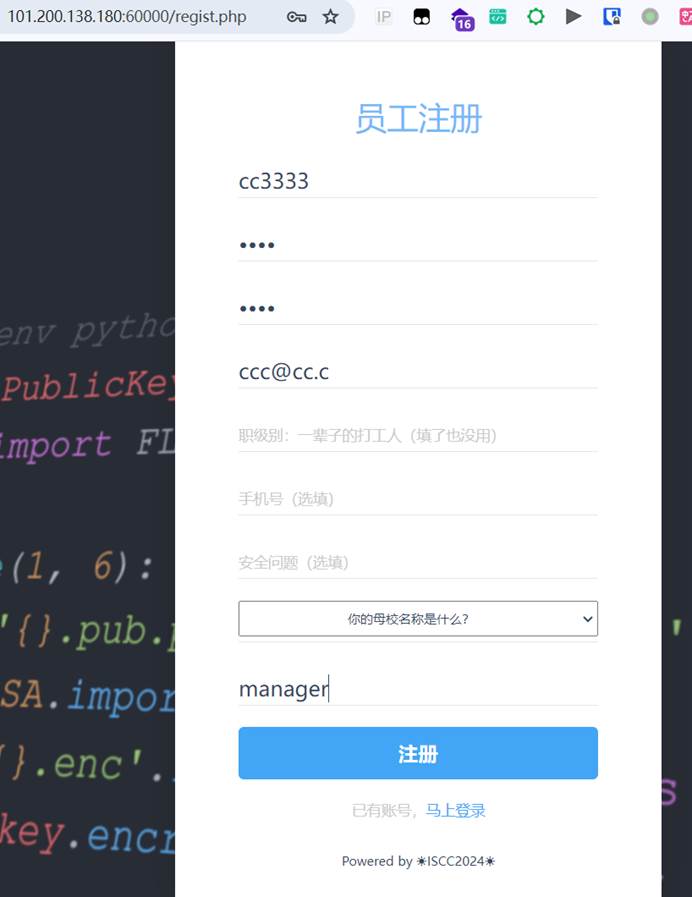 101.200.138.180:60000/regist.php
IP
16
员工注册
cc3333
••••
••••
ccc@cc.c
职级别：一辈子的打工人（填了也没用）
手机号（选填）
安全问题（选填）
你的母校名称是什么?
manager
注册
已有账号，马上登录
Powered by ☀ISCC2024☀
env pytho
PublicKey
import FL
(1, 6):
'{}.pub.p
'
SA.impor
}.enc'.
s
key.encr